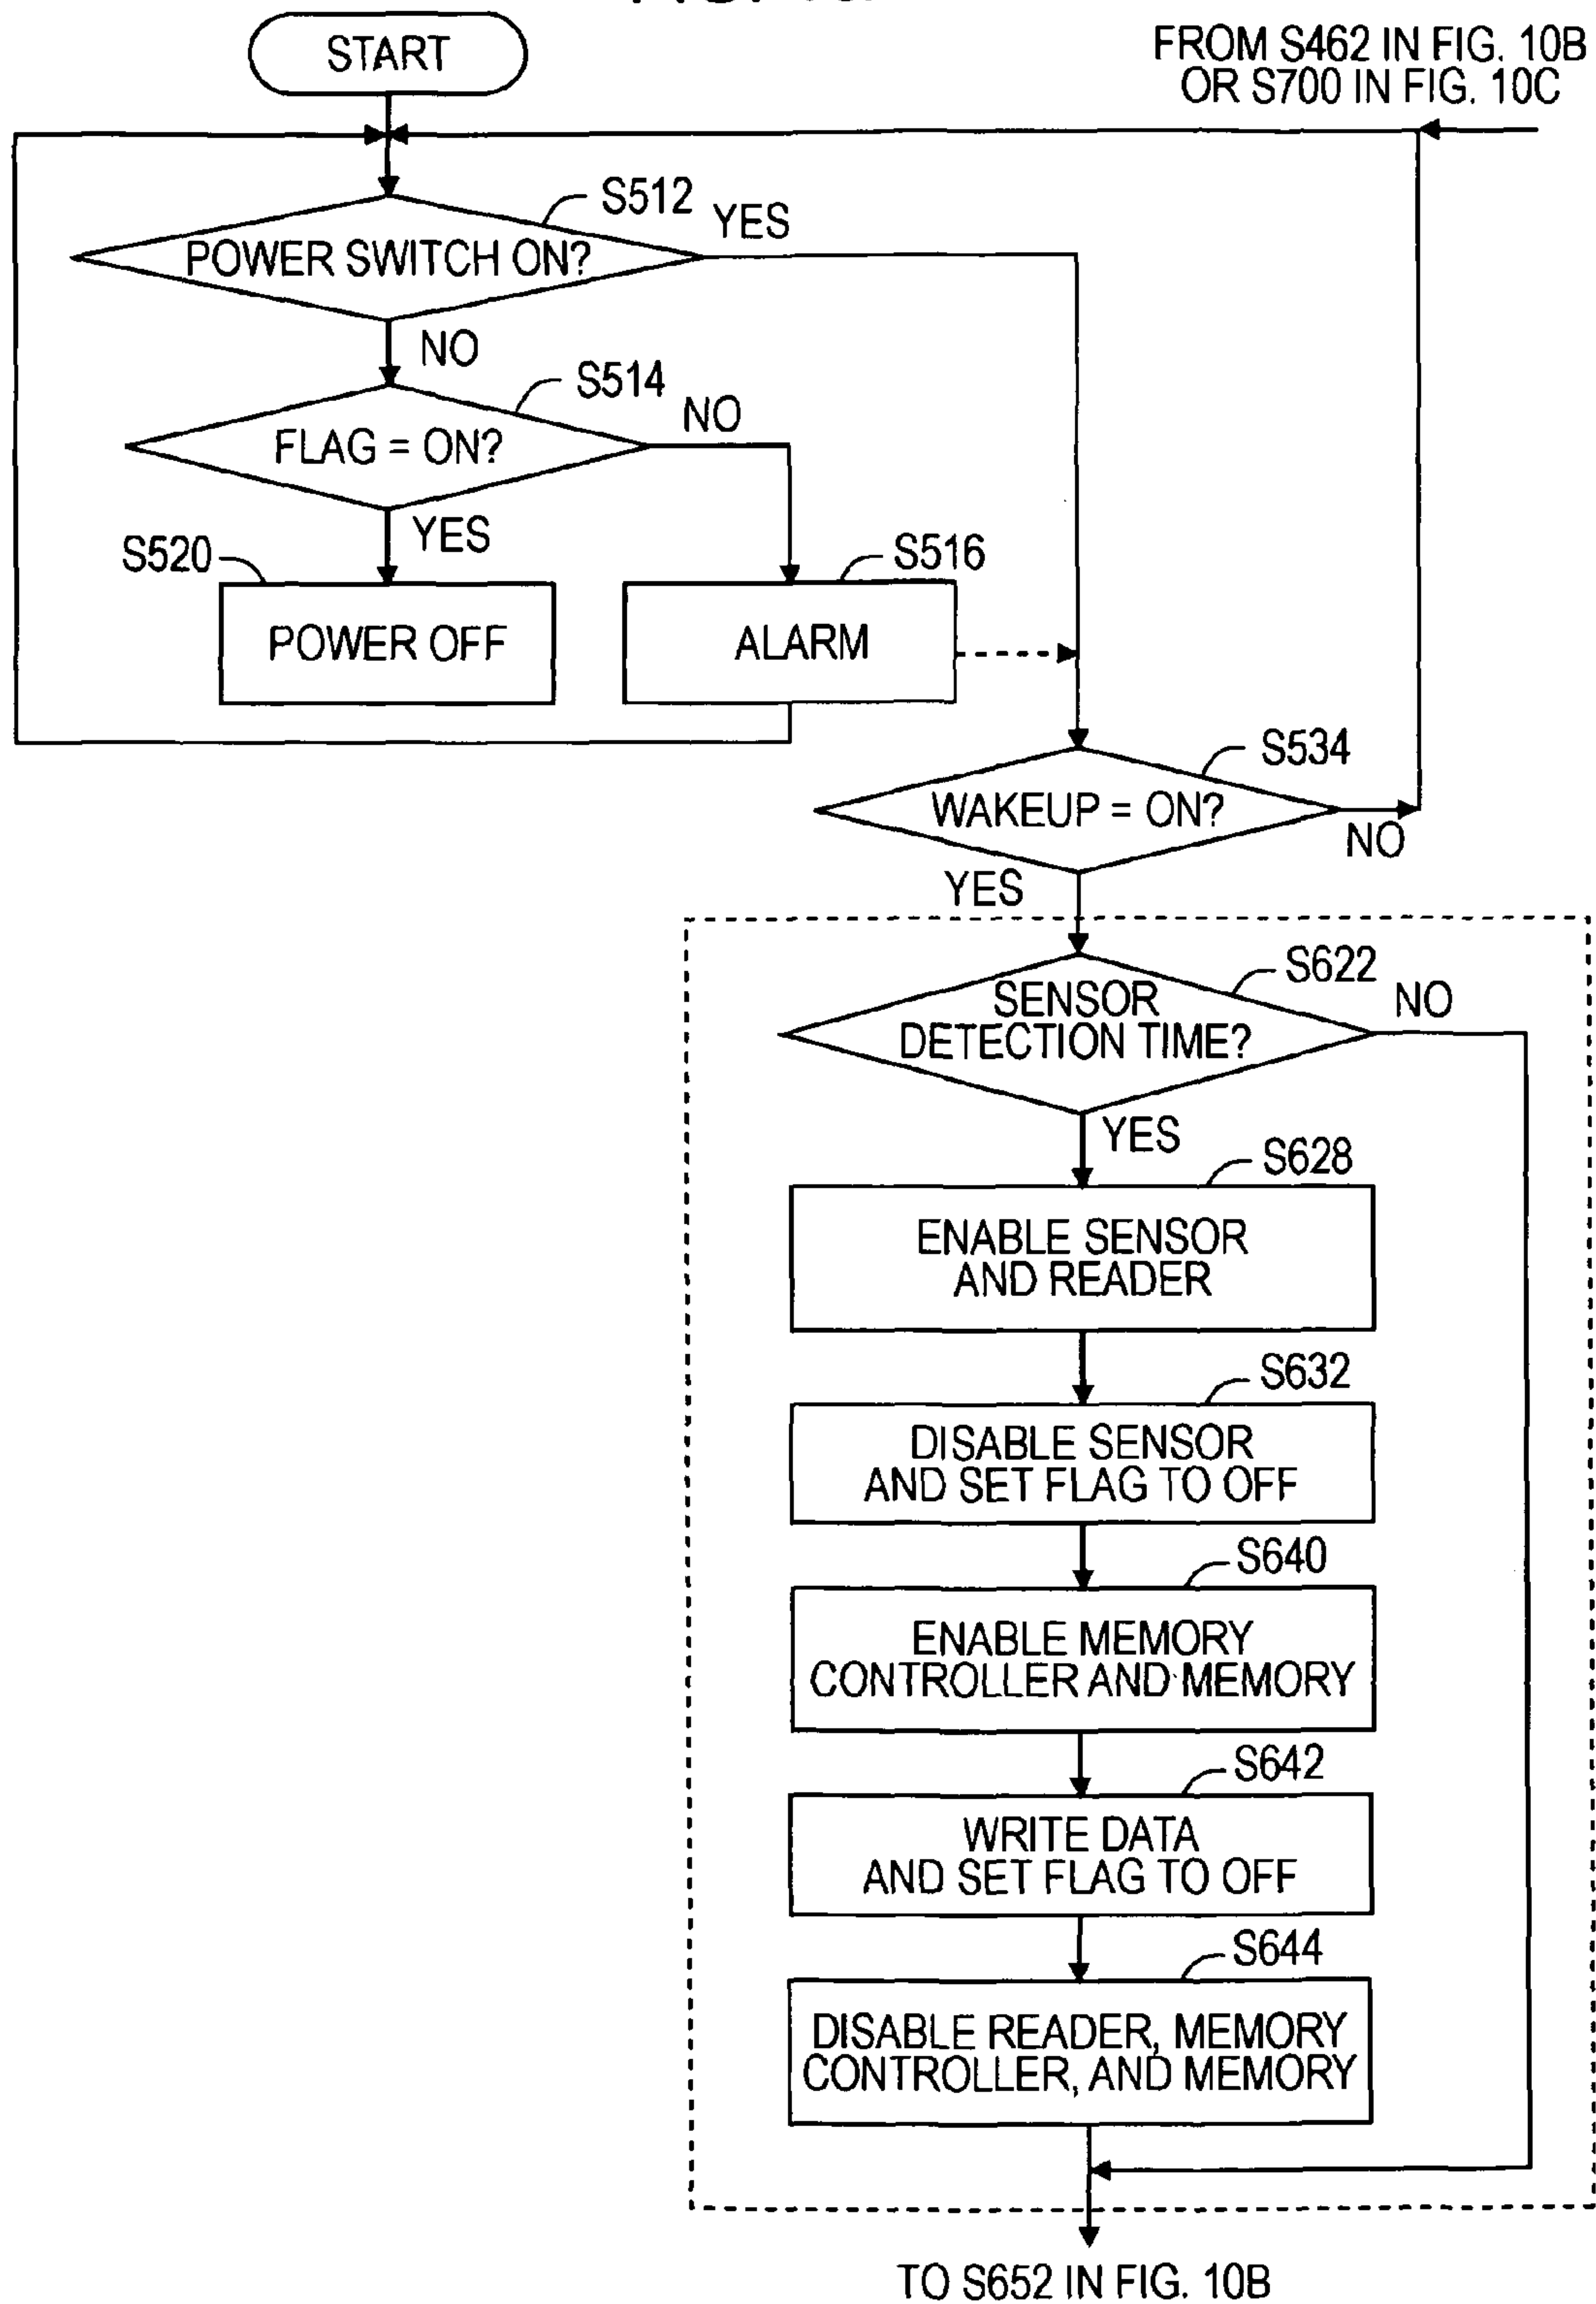 START
FROM S462 IN FIG. 10B
OR S700 IN FIG. 10C
S512
YES
POWER SWITCH ON?
NO
S514
NO
FLAG = ON?
YES
S520
S516
POWER OFF
ALARM
S534
WAKEUP = ON?
NO
YES
S622
NO
SENSOR
DETECTION TIME?
YES
S628
ENABLE SENSOR
AND READER
S632
DISABLE SENSOR
AND SET FLAG TO OFF
S640
ENABLE MEMORY
CONTROLLER AND MEMORY
S642
WRITE DATA
AND SET FLAG TO OFF
S644
DISABLE READER, MEMORY
CONTROLLER, AND MEMORY
TO S652 IN FIG. 10B